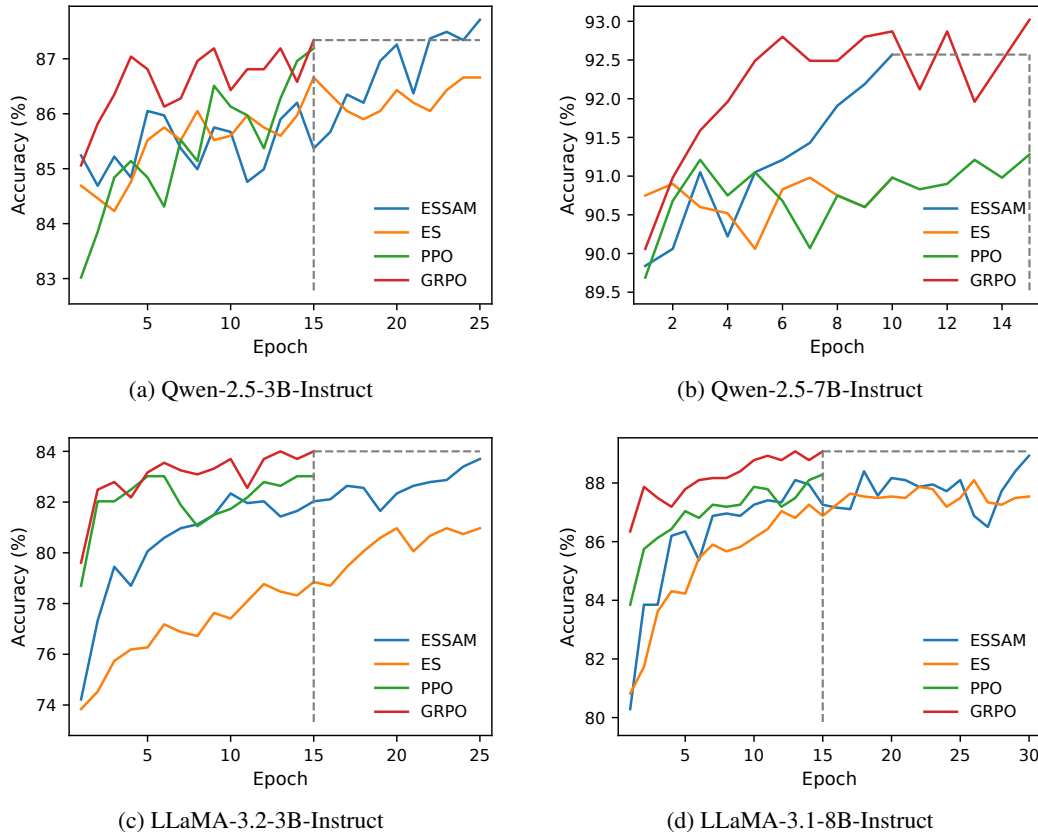 87
86
85
84
83
Accuracy (%)
5 10 15 20 25
Epoch
ESSAM
ES
PPO
GRPO
(a) Qwen-2.5-3B-Instruct
93.0
92.5
92.0
91.5
91.0
90.5
90.0
89.5
Accuracy (%)
2 4 6 8 10 12 14
Epoch
ESSAM
ES
PPO
GRPO
(b) Qwen-2.5-7B-Instruct
84
82
80
78
76
74
Accuracy (%)
5 10 15 20 25
Epoch
ESSAM
ES
PPO
GRPO
(c) LLaMA-3.2-3B-Instruct
88
86
84
82
80
Accuracy (%)
5 10 15 20 25 30
Epoch
ESSAM
ES
PPO
GRPO
(d) LLaMA-3.1-8B-Instruct